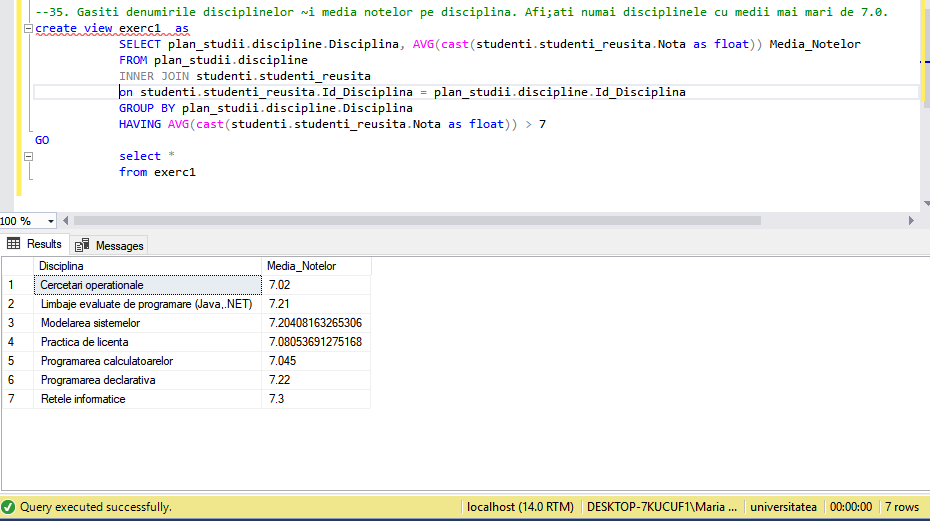 --35. Gasiti denumirile disciplinelor ~i media notelor pe disciplina. Afi;ati numai disciplinele cu medii mai mari de 7.0.
create view exerc1  as
SELECT plan_studii.discipline.Disciplina, AVG(cast(studenti.studenti_reusita.Nota as float)) Media_Notelor
FROM plan_studii.discipline
INNER JOIN studenti.studenti_reusita
on studenti.studenti_reusita.Id_Disciplina = plan_studii.discipline.Id_Disciplina
GROUP BY plan_studii.discipline.Disciplina
HAVING AVG(cast(studenti.studenti_reusita.Nota as float)) > 7
GO
select *
from exerc1
100 %
Results Messages
Disciplina Media_Notelor
1 Cercetari operationale 7.02
2 Limbaje evaluate de programare (Java,.NET) 7.21
3 Modelarea sistemelor 7.20408163265306
4 Practica de licenta 7.08053691275168
5 Programarea calculatoarelor 7.045
6 Programarea declarativa 7.22
7 Retele informatice 7.3
Query executed successfully. localhost (14.0 RTM) DESKTOP-7KUCUF1\Maria ... universitatea 00:00:00 7 rows